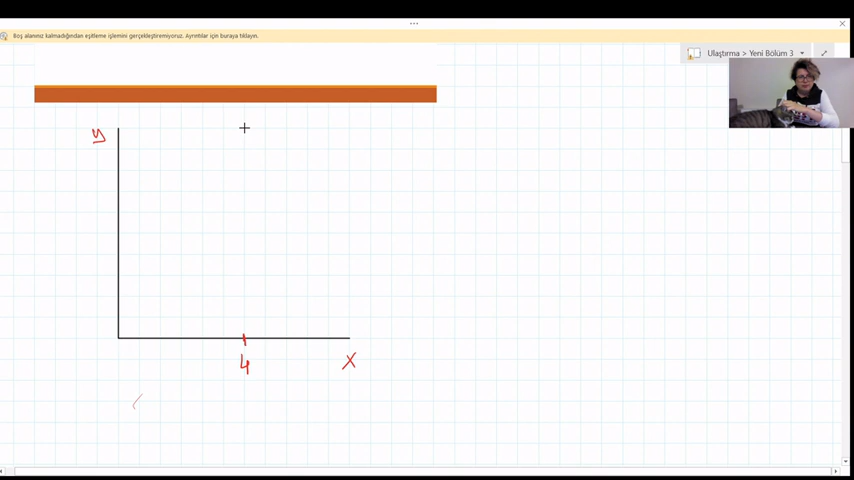 Boş alanınız kalmadığından eşitleme işlemini gerçekleştiremiyoruz. Ayrıntılar için buraya tıklayın.
Ulaştırma > Yeni Bölüm 3
y
4
X